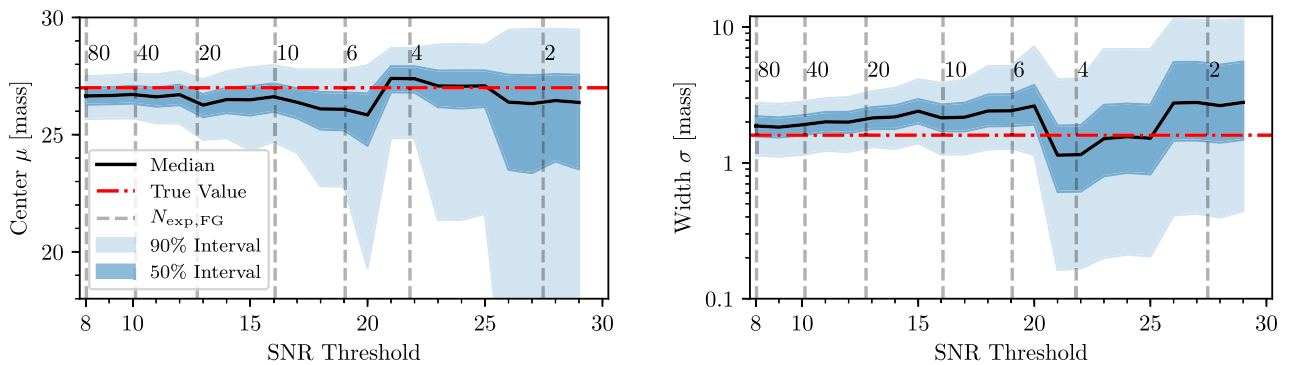 30
25
20
Center μ [mass]
80 40 20 10 6 4 2
Median
True Value
N_exp,FG
90% Interval
50% Interval
8 10 15 20 25 30
SNR Threshold
10
1
0.1
Width σ [mass]
80 40 20 10 6 4 2
8 10 15 20 25 30
SNR Threshold